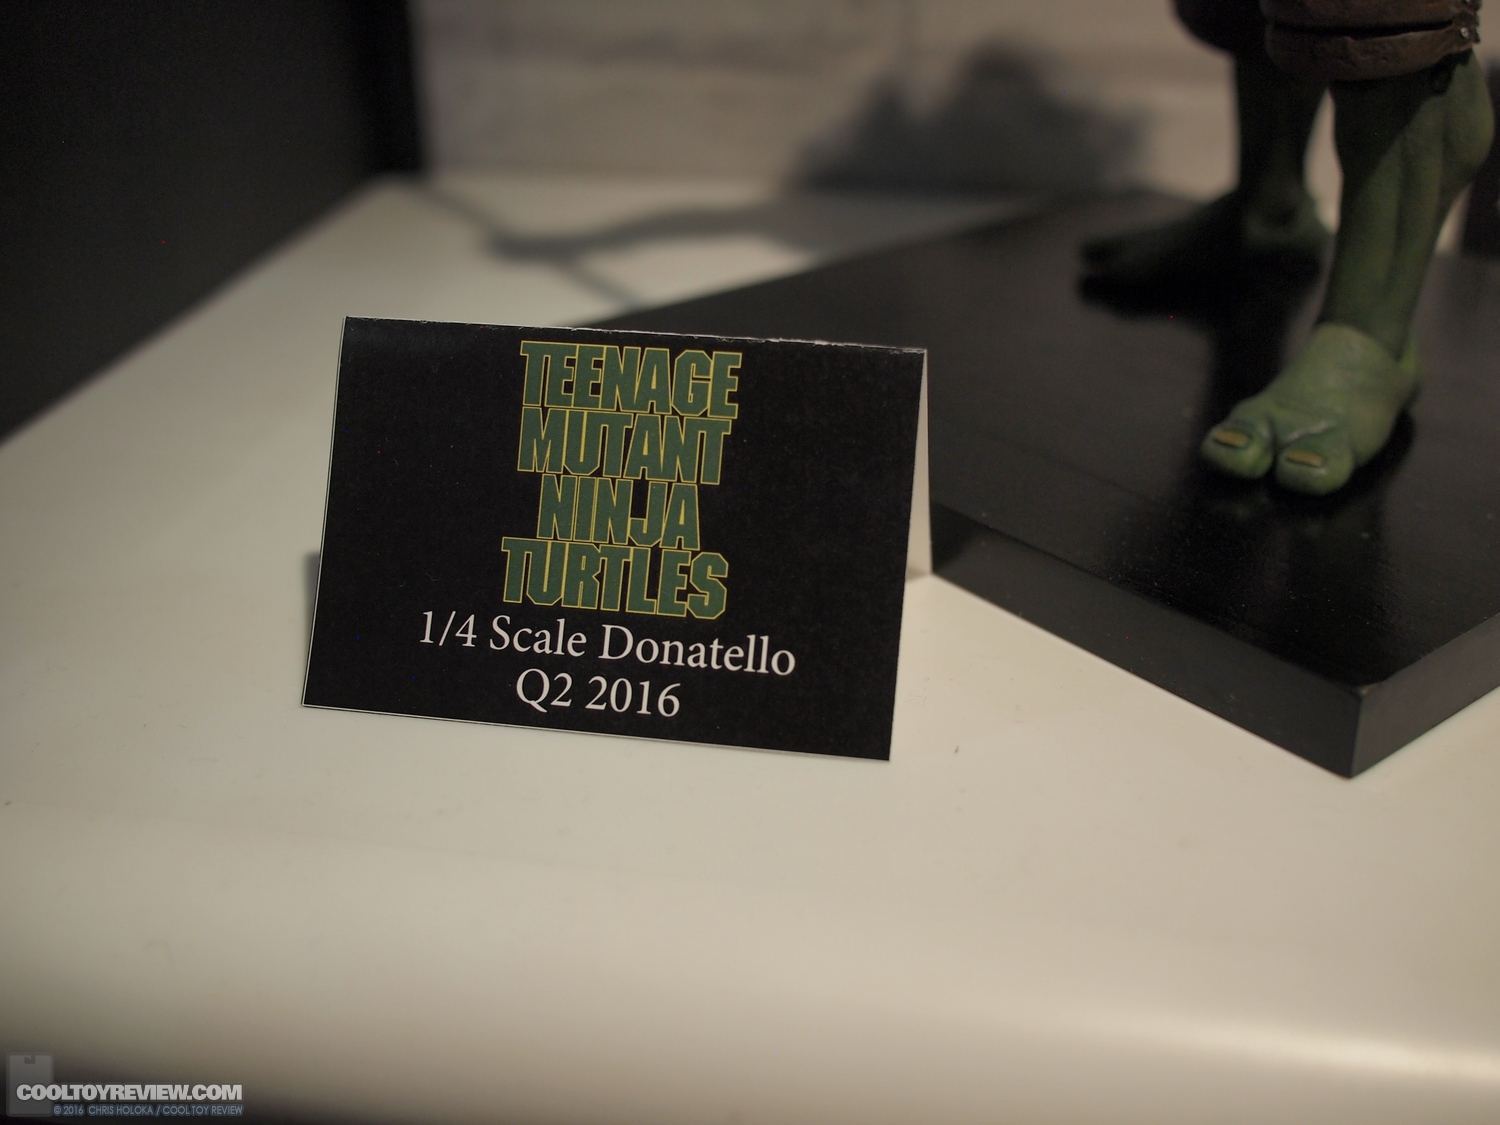 TEENAGE
MUTANT
NINJA
TURTLES
1/4 Scale Donatello
Q2 2016
COOLTOYREVIEW.COM
© 2016 CHRIS HOLOKA / COOL TOY REVIEW